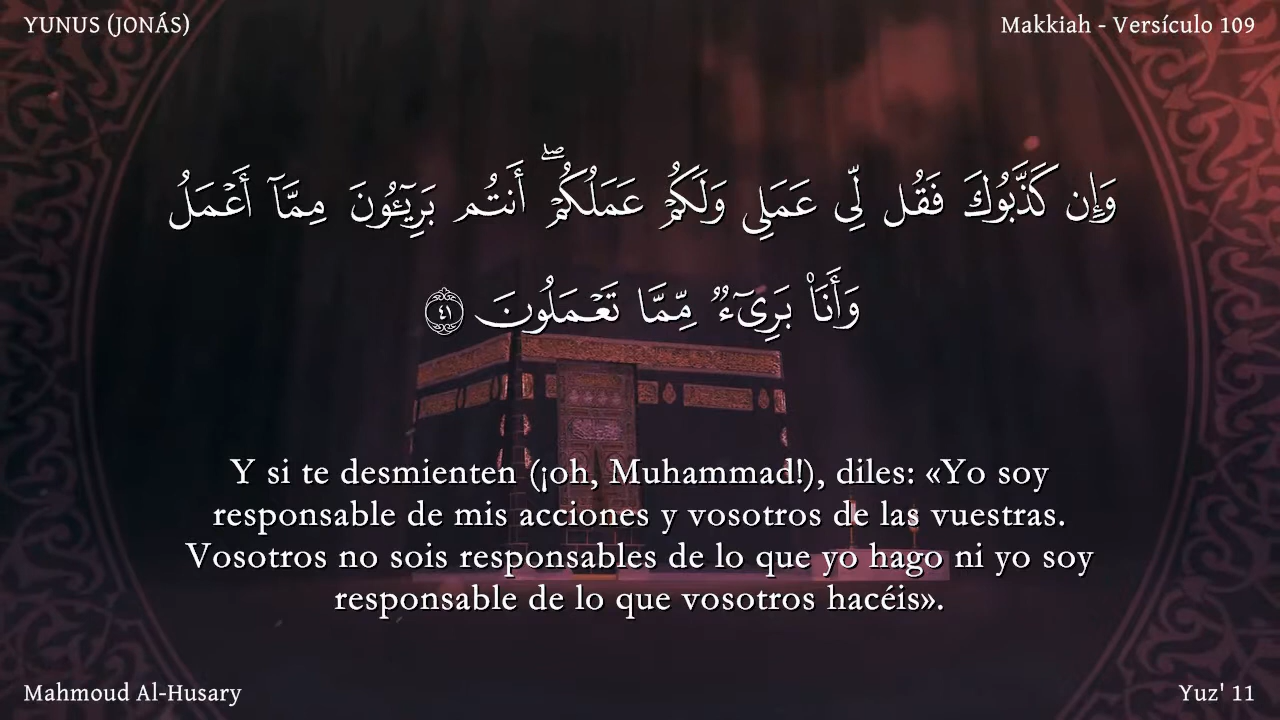 YUNUS (JONÁS)
Makkiah - Versículo 109
وَإِن كَذَّبُوكَ فَقُل لِّى عَمَلِى وَلَكُمْ عَمَلُكُمْ ۖ أَنتُم بَرِيٓـُٔونَ مِمَّآ أَعْمَلُ
وَأَنَا۠ بَرِىٓءٌ مِّمَّا تَعْمَلُونَ ٤١
Y si te desmienten (¡oh, Muhammad!), diles: «Yo soy
responsable de mis acciones y vosotros de las vuestras.
Vosotros no sois responsables de lo que yo hago ni yo soy
responsable de lo que vosotros hacéis».
Mahmoud Al-Husary
Yuz' 11